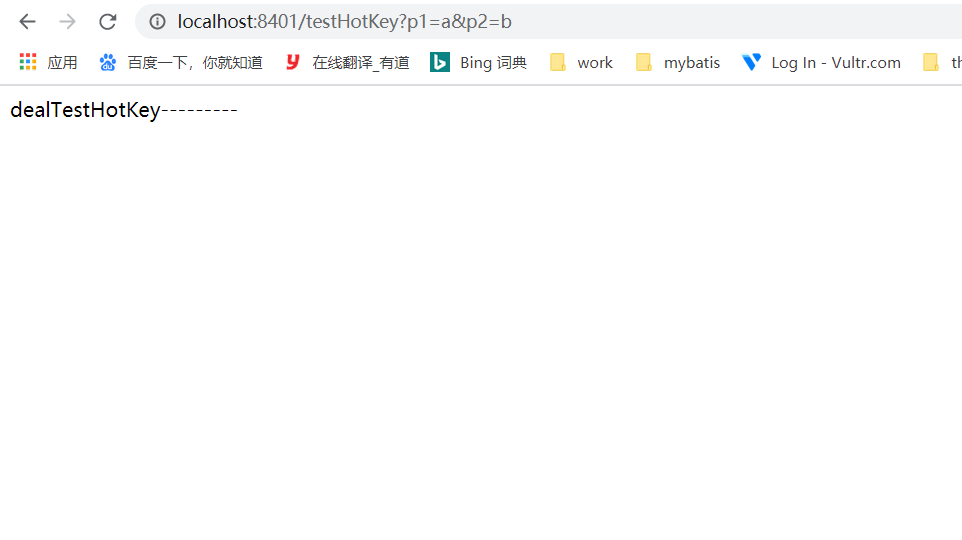 localhost:8401/testHotKey?p1=a&p2=b
应用 百度一下，你就知道 在线翻译_有道 Bing 词典 work mybatis Log In - Vultr.com th
dealTestHotKey---------